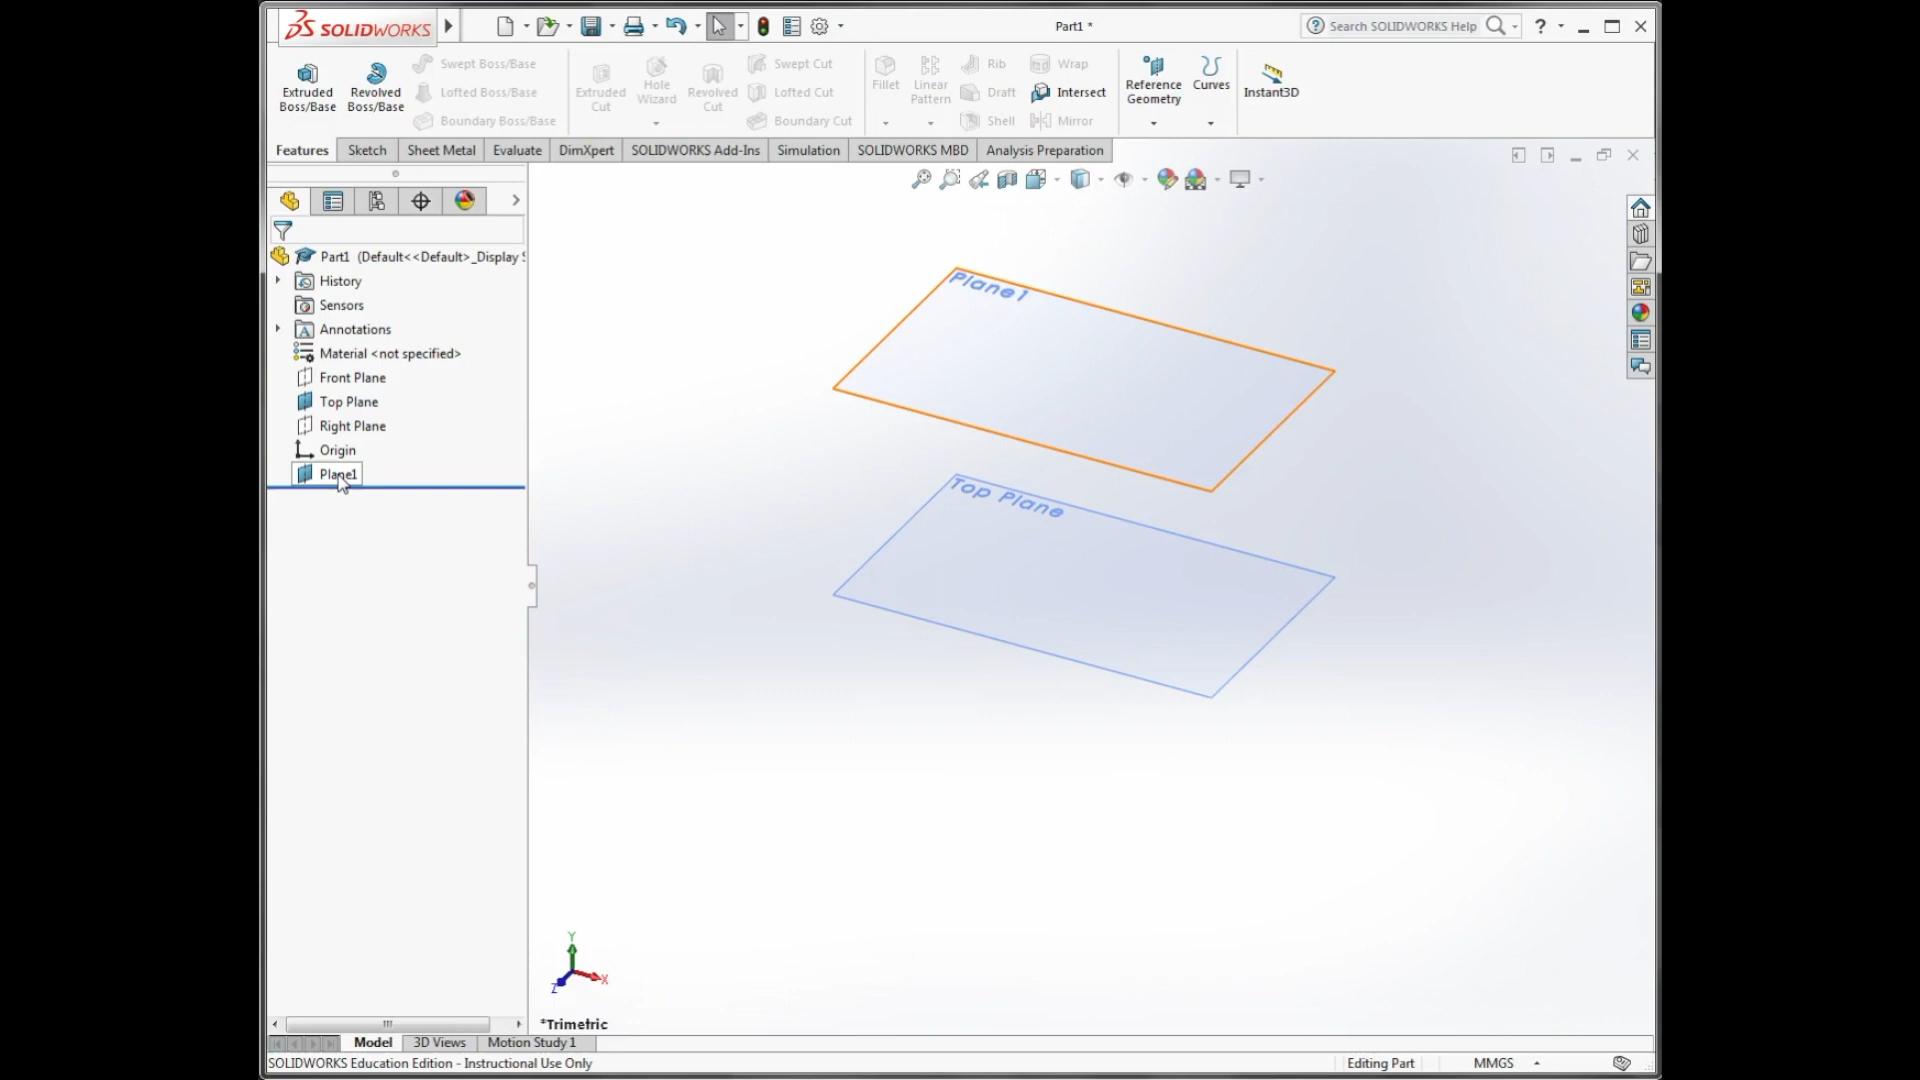 SOLIDWORKS
Part1 *
Search SOLIDWORKS Help
?
Extruded Boss/Base
Revolved Boss/Base
Swept Boss/Base
Lofted Boss/Base
Boundary Boss/Base
Extruded Cut
Hole Wizard
Revolved Cut
Swept Cut
Lofted Cut
Boundary Cut
Fillet
Linear Pattern
Rib
Draft
Shell
Wrap
Intersect
Mirror
Reference Geometry
Curves
Instant3D
Features Sketch Sheet Metal Evaluate DimXpert SOLIDWORKS Add-Ins Simulation SOLIDWORKS MBD Analysis Preparation
Part1 (Default<<Default>_Display S
History
Sensors
Annotations
Material <not specified>
Front Plane
Top Plane
Right Plane
Origin
Plane1
Plane1
Top Plane
Y
X
Z
*Trimetric
Model 3D Views Motion Study 1
SOLIDWORKS Education Edition - Instructional Use Only
Editing Part
MMGS